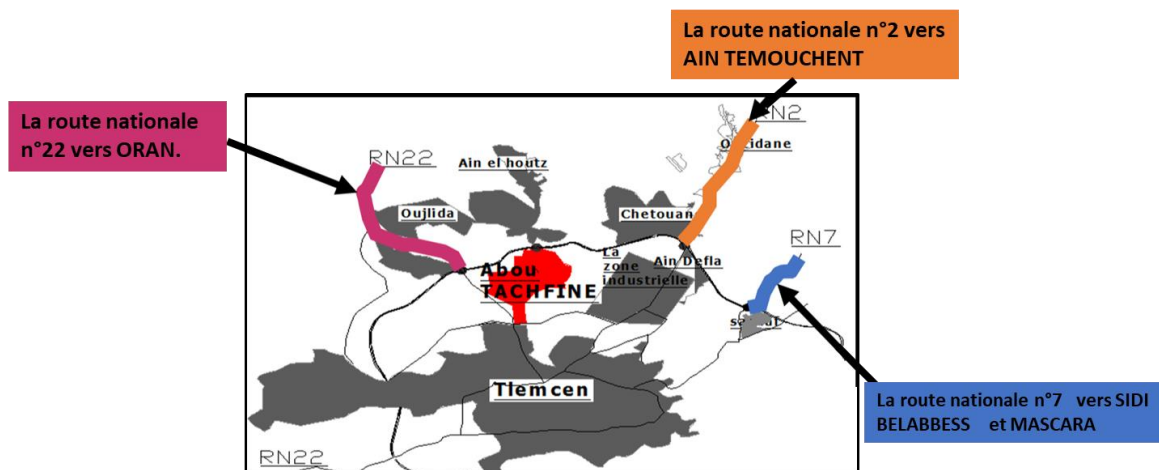 La route nationale n°2 vers
AIN TEMOUCHENT
La route nationale
n°22 vers ORAN.
RN2
RN22
Ain el houtz
Oujlida
Chetouan
RN7
La
zone
industrielle
Ain Defla
Abou
TACHFINE
Tlemcen
La route nationale n°7 vers SIDI
BELABBESS et MASCARA
RN22